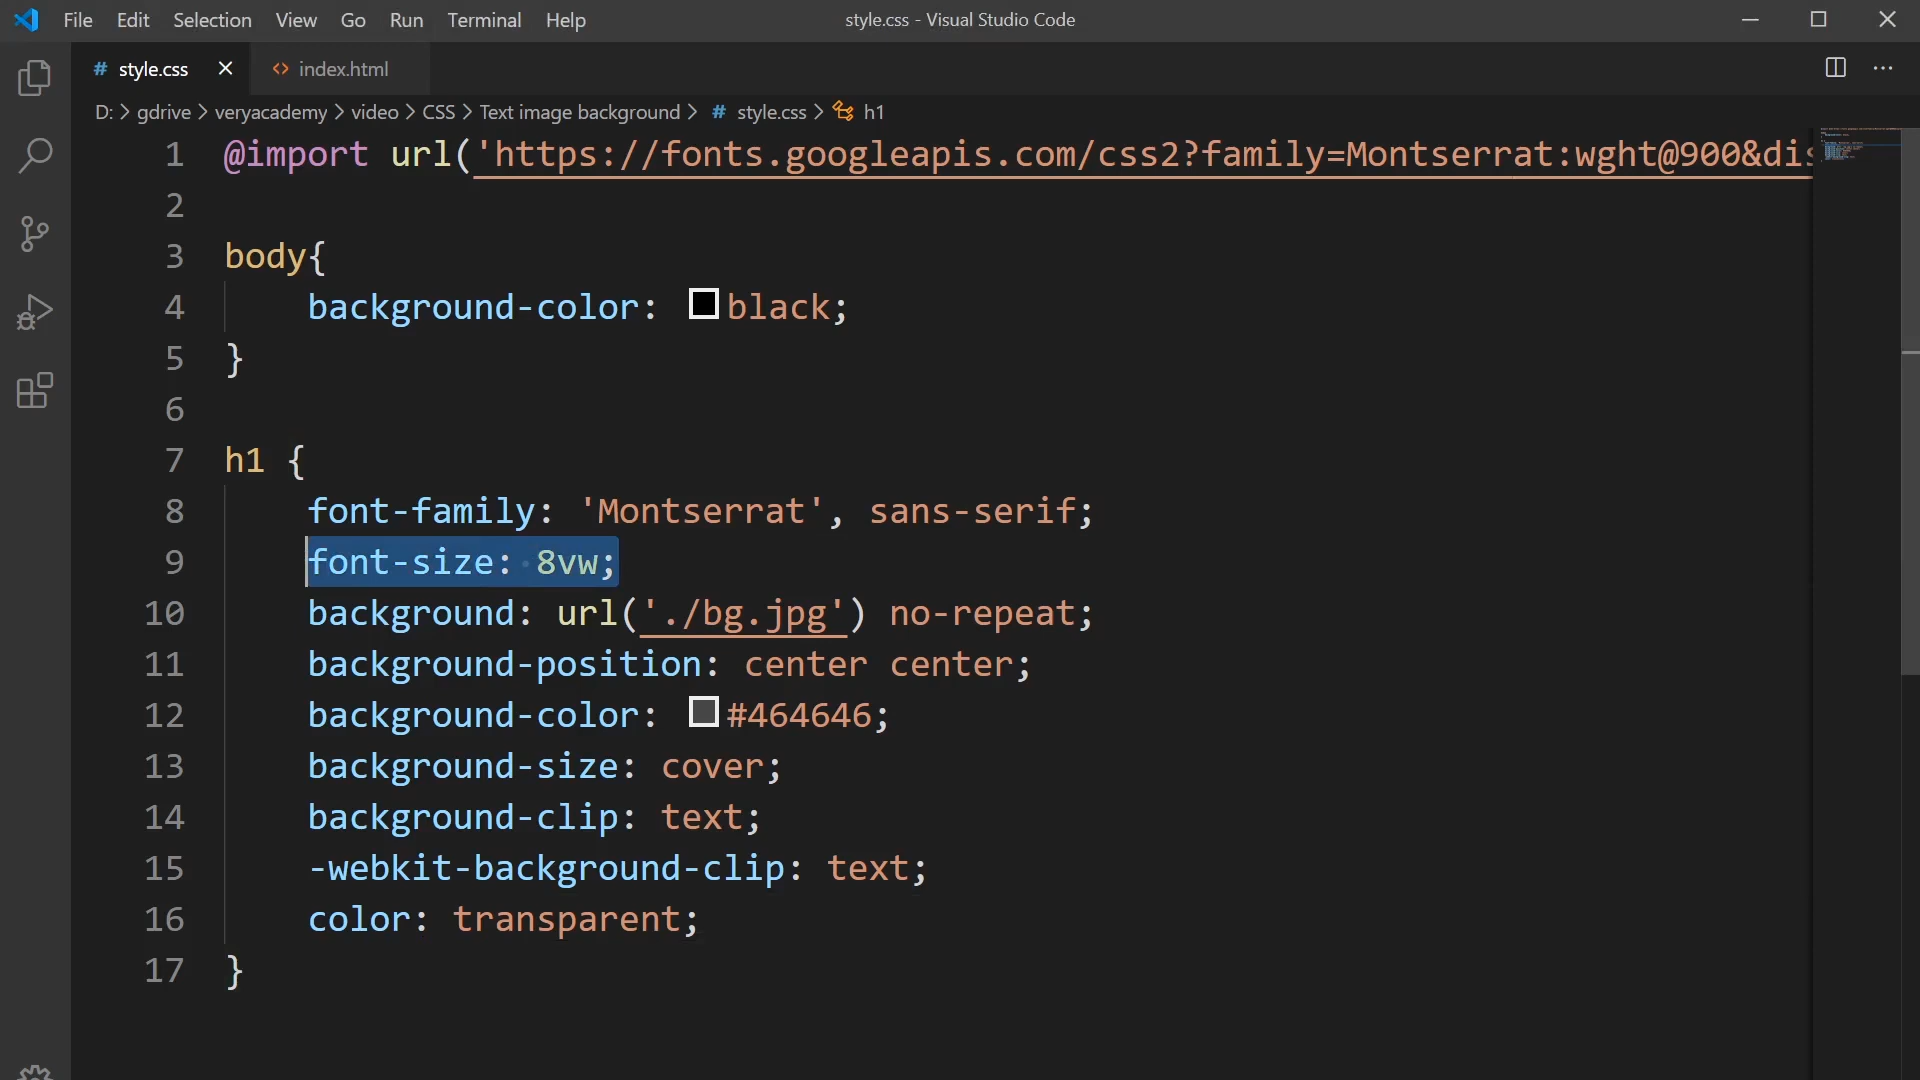 File Edit Selection View Go Run Terminal Help style.css - Visual Studio Code
# style.css index.html
D: > gdrive > veryacademy > video > CSS > Text image background > # style.css > h1
1 @import url('https://fonts.googleapis.com/css2?family=Montserrat:wght@900&dis
2
3 body{
4 background-color: black;
5 }
6
7 h1 {
8 font-family: 'Montserrat', sans-serif;
9 font-size: 8vw;
10 background: url('./bg.jpg') no-repeat;
11 background-position: center center;
12 background-color: #464646;
13 background-size: cover;
14 background-clip: text;
15 -webkit-background-clip: text;
16 color: transparent;
17 }